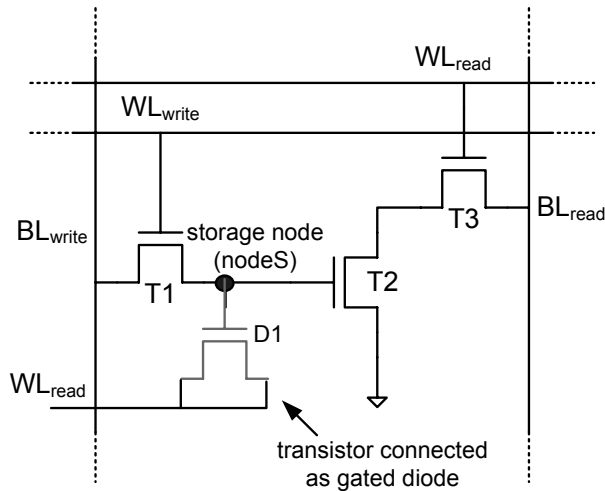 WLread
WLwrite
BLwrite
storage node
(nodeS)
T1
T2
T3
BLread
D1
WLread
transistor connected
as gated diode